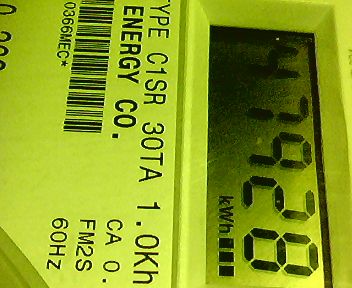 47928
kWh
TYPE C1SR 30TA 1.0Kh
ENERGY CO.
CA 0.
FM2S
0366MEC*
60Hz